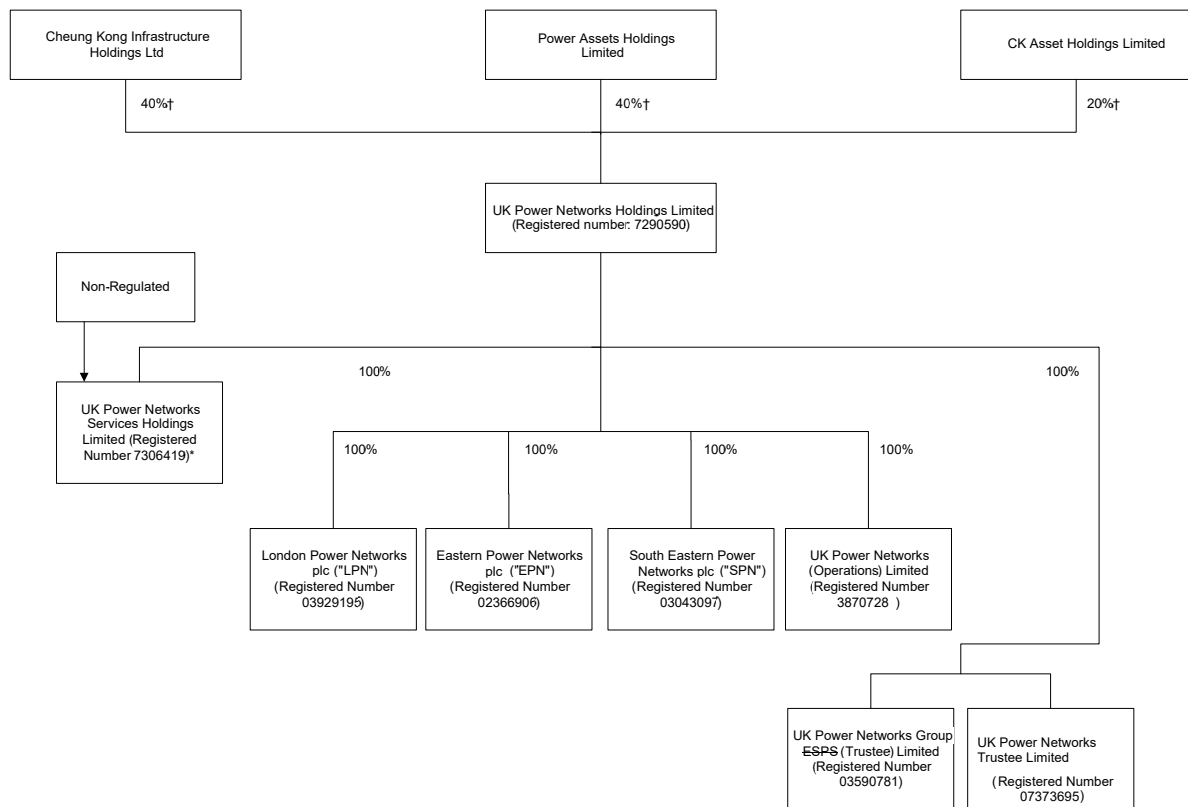 Cheung Kong Infrastructure
Holdings Ltd
Power Assets Holdings
Limited
CK Asset Holdings Limited
40%†
40%†
20%†
UK Power Networks Holdings Limited
(Registered number: 7290590)
Non-Regulated
100%
100%
UK Power Networks
Services Holdings
Limited (Registered
Number 7306419)*
100%
100%
100%
100%
London Power Networks
plc ("LPN")
(Registered Number
03929195)
Eastern Power Networks
plc ("EPN")
(Registered Number
02366906)
South Eastern Power
Networks plc ("SPN")
(Registered Number
03043097)
UK Power Networks
(Operations) Limited
(Registered Number
3870728 )
UK Power Networks Group
ESPS (Trustee) Limited
(Registered Number
03590781)
UK Power Networks
Trustee Limited
(Registered Number
07373695)